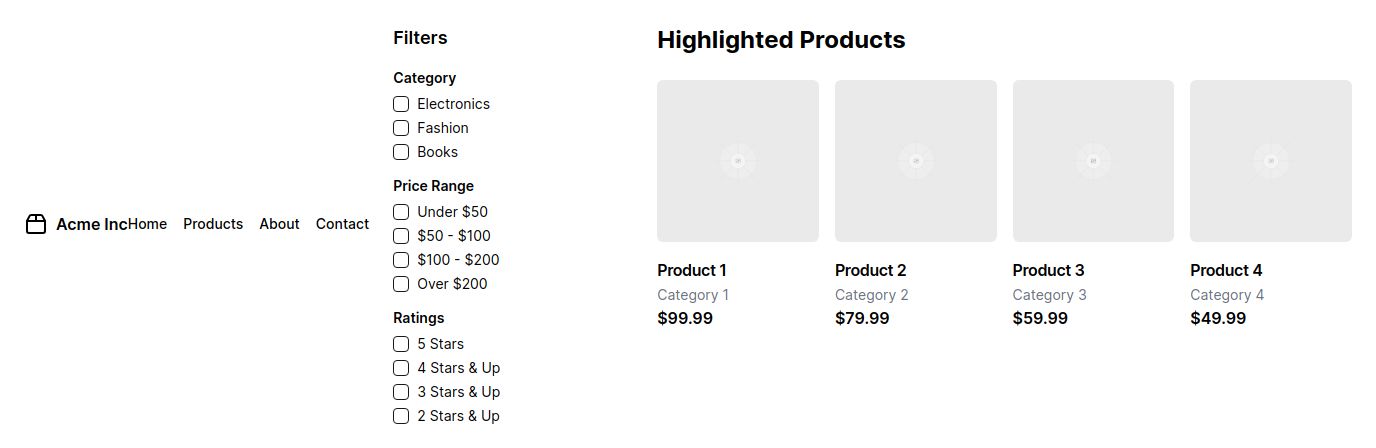 Acme IncHome Products About Contact
Filters
Category
Electronics
Fashion
Books
Price Range
Under $50
$50 - $100
$100 - $200
Over $200
Ratings
5 Stars
4 Stars & Up
3 Stars & Up
2 Stars & Up
Highlighted Products
Product 1
Category 1
$99.99
Product 2
Category 2
$79.99
Product 3
Category 3
$59.99
Product 4
Category 4
$49.99